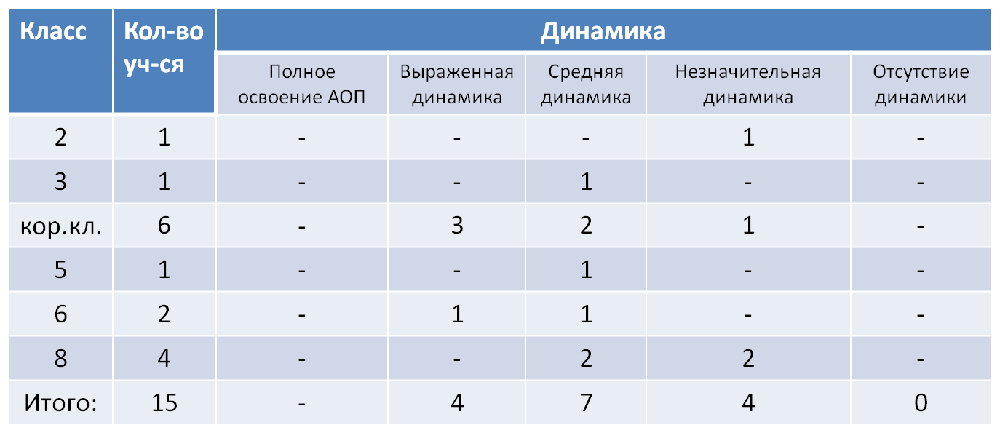 Класс Кол-во Динамика
уч-ся
Полное Выраженная Средняя Незначительная Отсутствие
освоение АОП динамика динамика динамика динамики
2 1 - - - 1 -
3 1 - - 1 - -
кор.кл. 6 - 3 2 1 -
5 1 - - 1 - -
6 2 - 1 1 - -
8 4 - - 2 2 -
Итого: 15 - 4 7 4 0